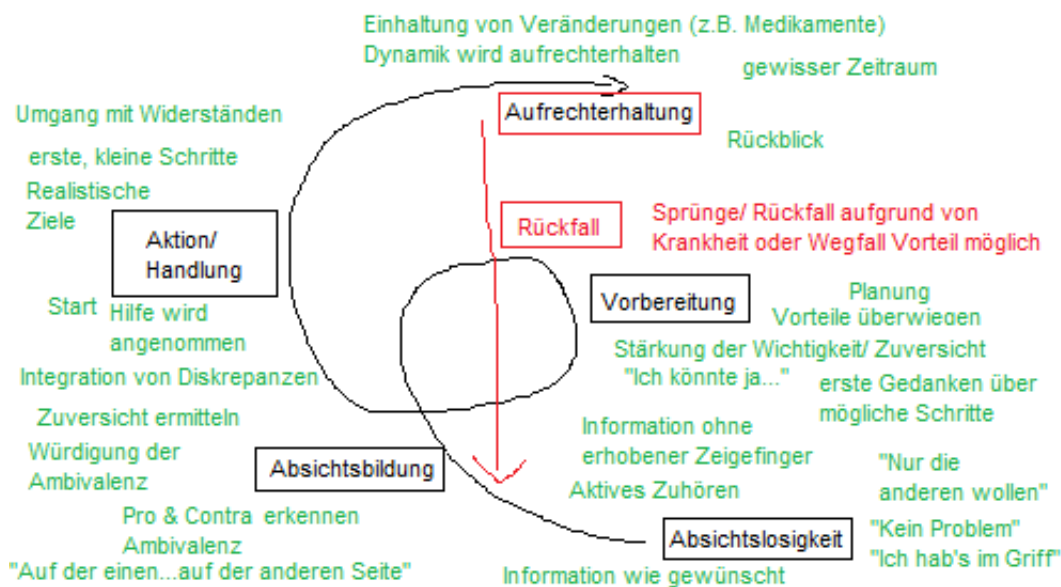 Einhaltung von Veränderungen (z.B. Medikamente)
Dynamik wird aufrechterhalten
gewisser Zeitraum
Aufrechterhaltung
Rückblick
Umgang mit Widerständen
erste, kleine Schritte
Realistische
Ziele
Aktion/
Handlung
Start
Hilfe wird
angenommen
Rückfall
Sprünge/ Rückfall aufgrund von
Krankheit oder Wegfall Vorteil möglich
Vorbereitung
Planung
Vorteile überwiegen
Stärkung der Wichtigkeit/ Zuversicht
"Ich könnte ja..."
erste Gedanken über
mögliche Schritte
Integration von Diskrepanzen
Zuversicht ermitteln
Würdigung der
Ambivalenz
Absichtsbildung
Pro & Contra erkennen
Ambivalenz
"Auf der einen...auf der anderen Seite"
Information ohne
erhobener Zeigefinger
Aktives Zuhören
"Nur die
anderen wollen"
Absichtslosigkeit
"Kein Problem"
"Ich hab's im Griff"
Information wie gewünscht